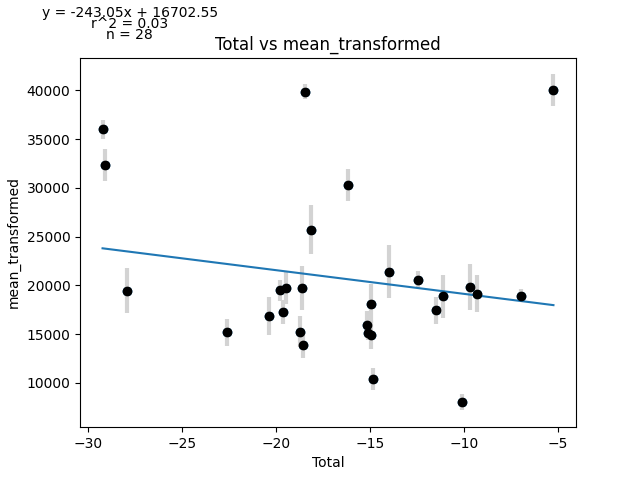 y = -243.05x + 16702.55
r^2 = 0.03
n = 28
Total vs mean_transformed
40000
35000
30000
25000
20000
15000
10000
mean_transformed
−30 −25 −20 −15 −10 −5
Total